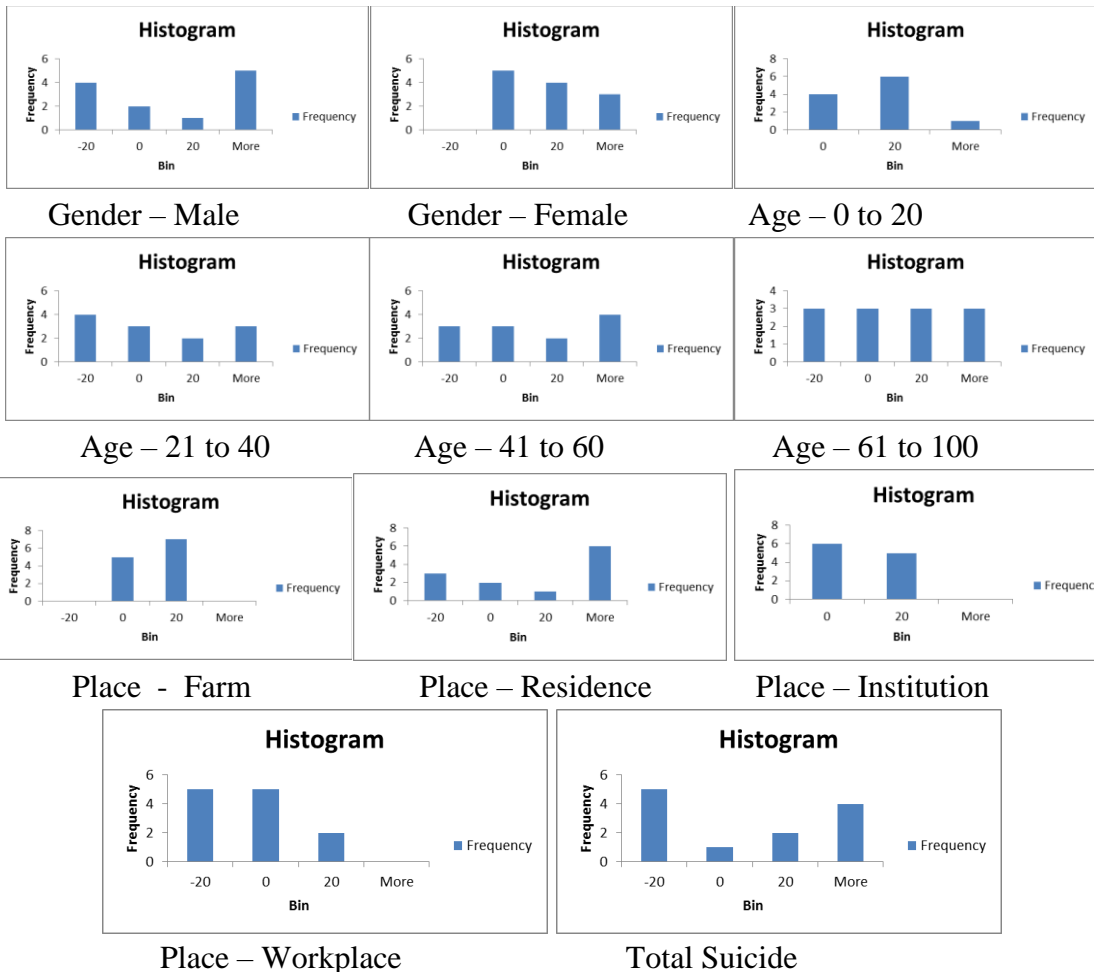 Histogram
Frequency
6
4
2
0
-20 0 20 More
Bin
Frequency
Gender – Male
Histogram
Frequency
6
4
2
0
-20 0 20 More
Bin
Frequency
Gender – Female
Histogram
Frequency
8
6
4
2
0
0 20 More
Bin
Frequency
Age – 0 to 20
Histogram
Frequency
6
4
2
0
-20 0 20 More
Bin
Frequency
Age – 21 to 40
Histogram
Frequency
6
4
2
0
-20 0 20 More
Bin
Frequency
Age – 41 to 60
Histogram
Frequency
4
3
2
1
0
-20 0 20 More
Bin
Frequency
Age – 61 to 100
Histogram
Frequency
8
6
4
2
0
-20 0 20 More
Bin
Frequency
Place - Farm
Histogram
Frequency
8
6
4
2
0
-20 0 20 More
Bin
Frequency
Place – Residence
Histogram
Frequency
8
6
4
2
0
0 20 More
Bin
Frequenc
Place – Institution
Histogram
Frequency
6
4
2
0
-20 0 20 More
Bin
Frequency
Place – Workplace
Histogram
Frequency
6
4
2
0
-20 0 20 More
Bin
Frequency
Total Suicide